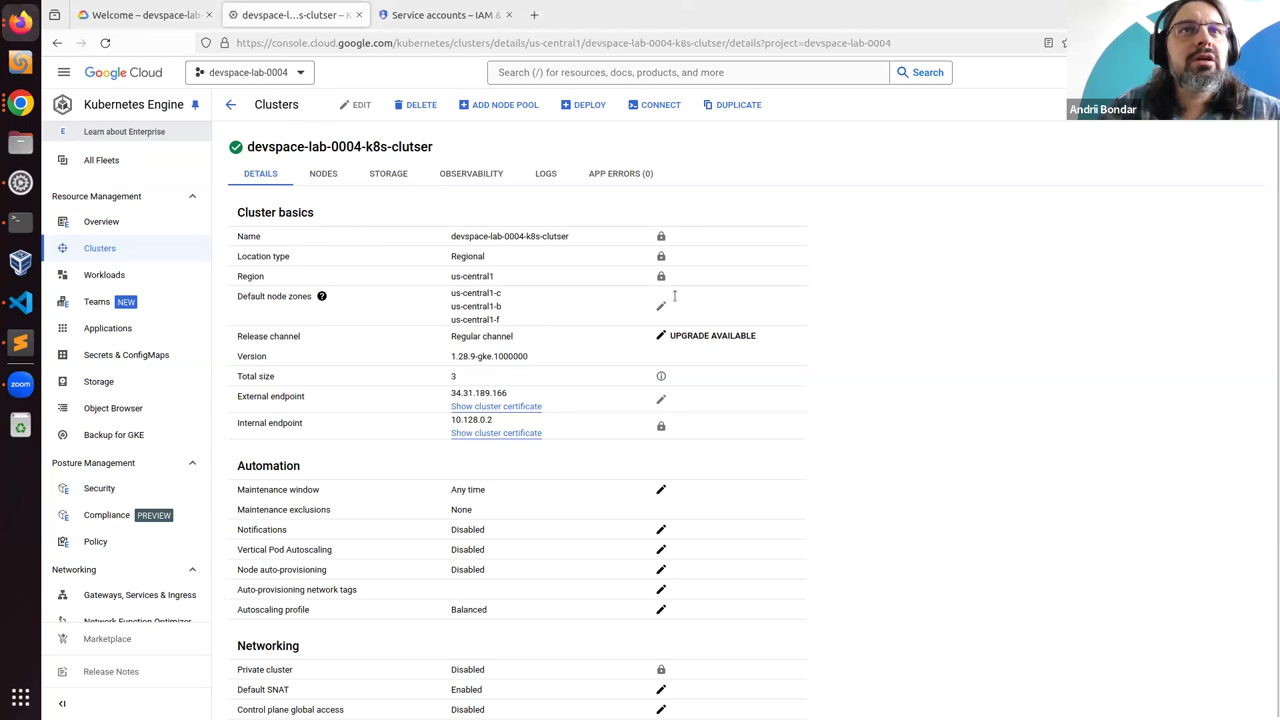 Welcome – devspace-lab
devspace-l...s-clutser – K
Service accounts – IAM &
https://console.cloud.google.com/kubernetes/clusters/details/us-central1/devspace-lab-0004-k8s-clutser/details?project=devspace-lab-0004
Google Cloud
devspace-lab-0004
Search (/) for resources, docs, products, and more
Search
Andrii Bondar
Kubernetes Engine
Clusters
EDIT
DELETE
ADD NODE POOL
DEPLOY
CONNECT
DUPLICATE
E
Learn about Enterprise
All Fleets
Resource Management
Overview
Clusters
Workloads
Teams
NEW
Applications
Secrets & ConfigMaps
Storage
Object Browser
Backup for GKE
Posture Management
Security
Compliance
PREVIEW
Policy
Networking
Gateways, Services & Ingress
Network Function Optimizer
Marketplace
Release Notes
zoom
devspace-lab-0004-k8s-clutser
DETAILS
NODES
STORAGE
OBSERVABILITY
LOGS
APP ERRORS (0)
Cluster basics
Name devspace-lab-0004-k8s-clutser
Location type Regional
Region us-central1
Default node zones us-central1-c
us-central1-b
us-central1-f
Release channel Regular channel UPGRADE AVAILABLE
Version 1.28.9-gke.1000000
Total size 3
External endpoint 34.31.189.166
Show cluster certificate
Internal endpoint 10.128.0.2
Show cluster certificate
Automation
Maintenance window Any time
Maintenance exclusions None
Notifications Disabled
Vertical Pod Autoscaling Disabled
Node auto-provisioning Disabled
Auto-provisioning network tags
Autoscaling profile Balanced
Networking
Private cluster Disabled
Default SNAT Enabled
Control plane global access Disabled